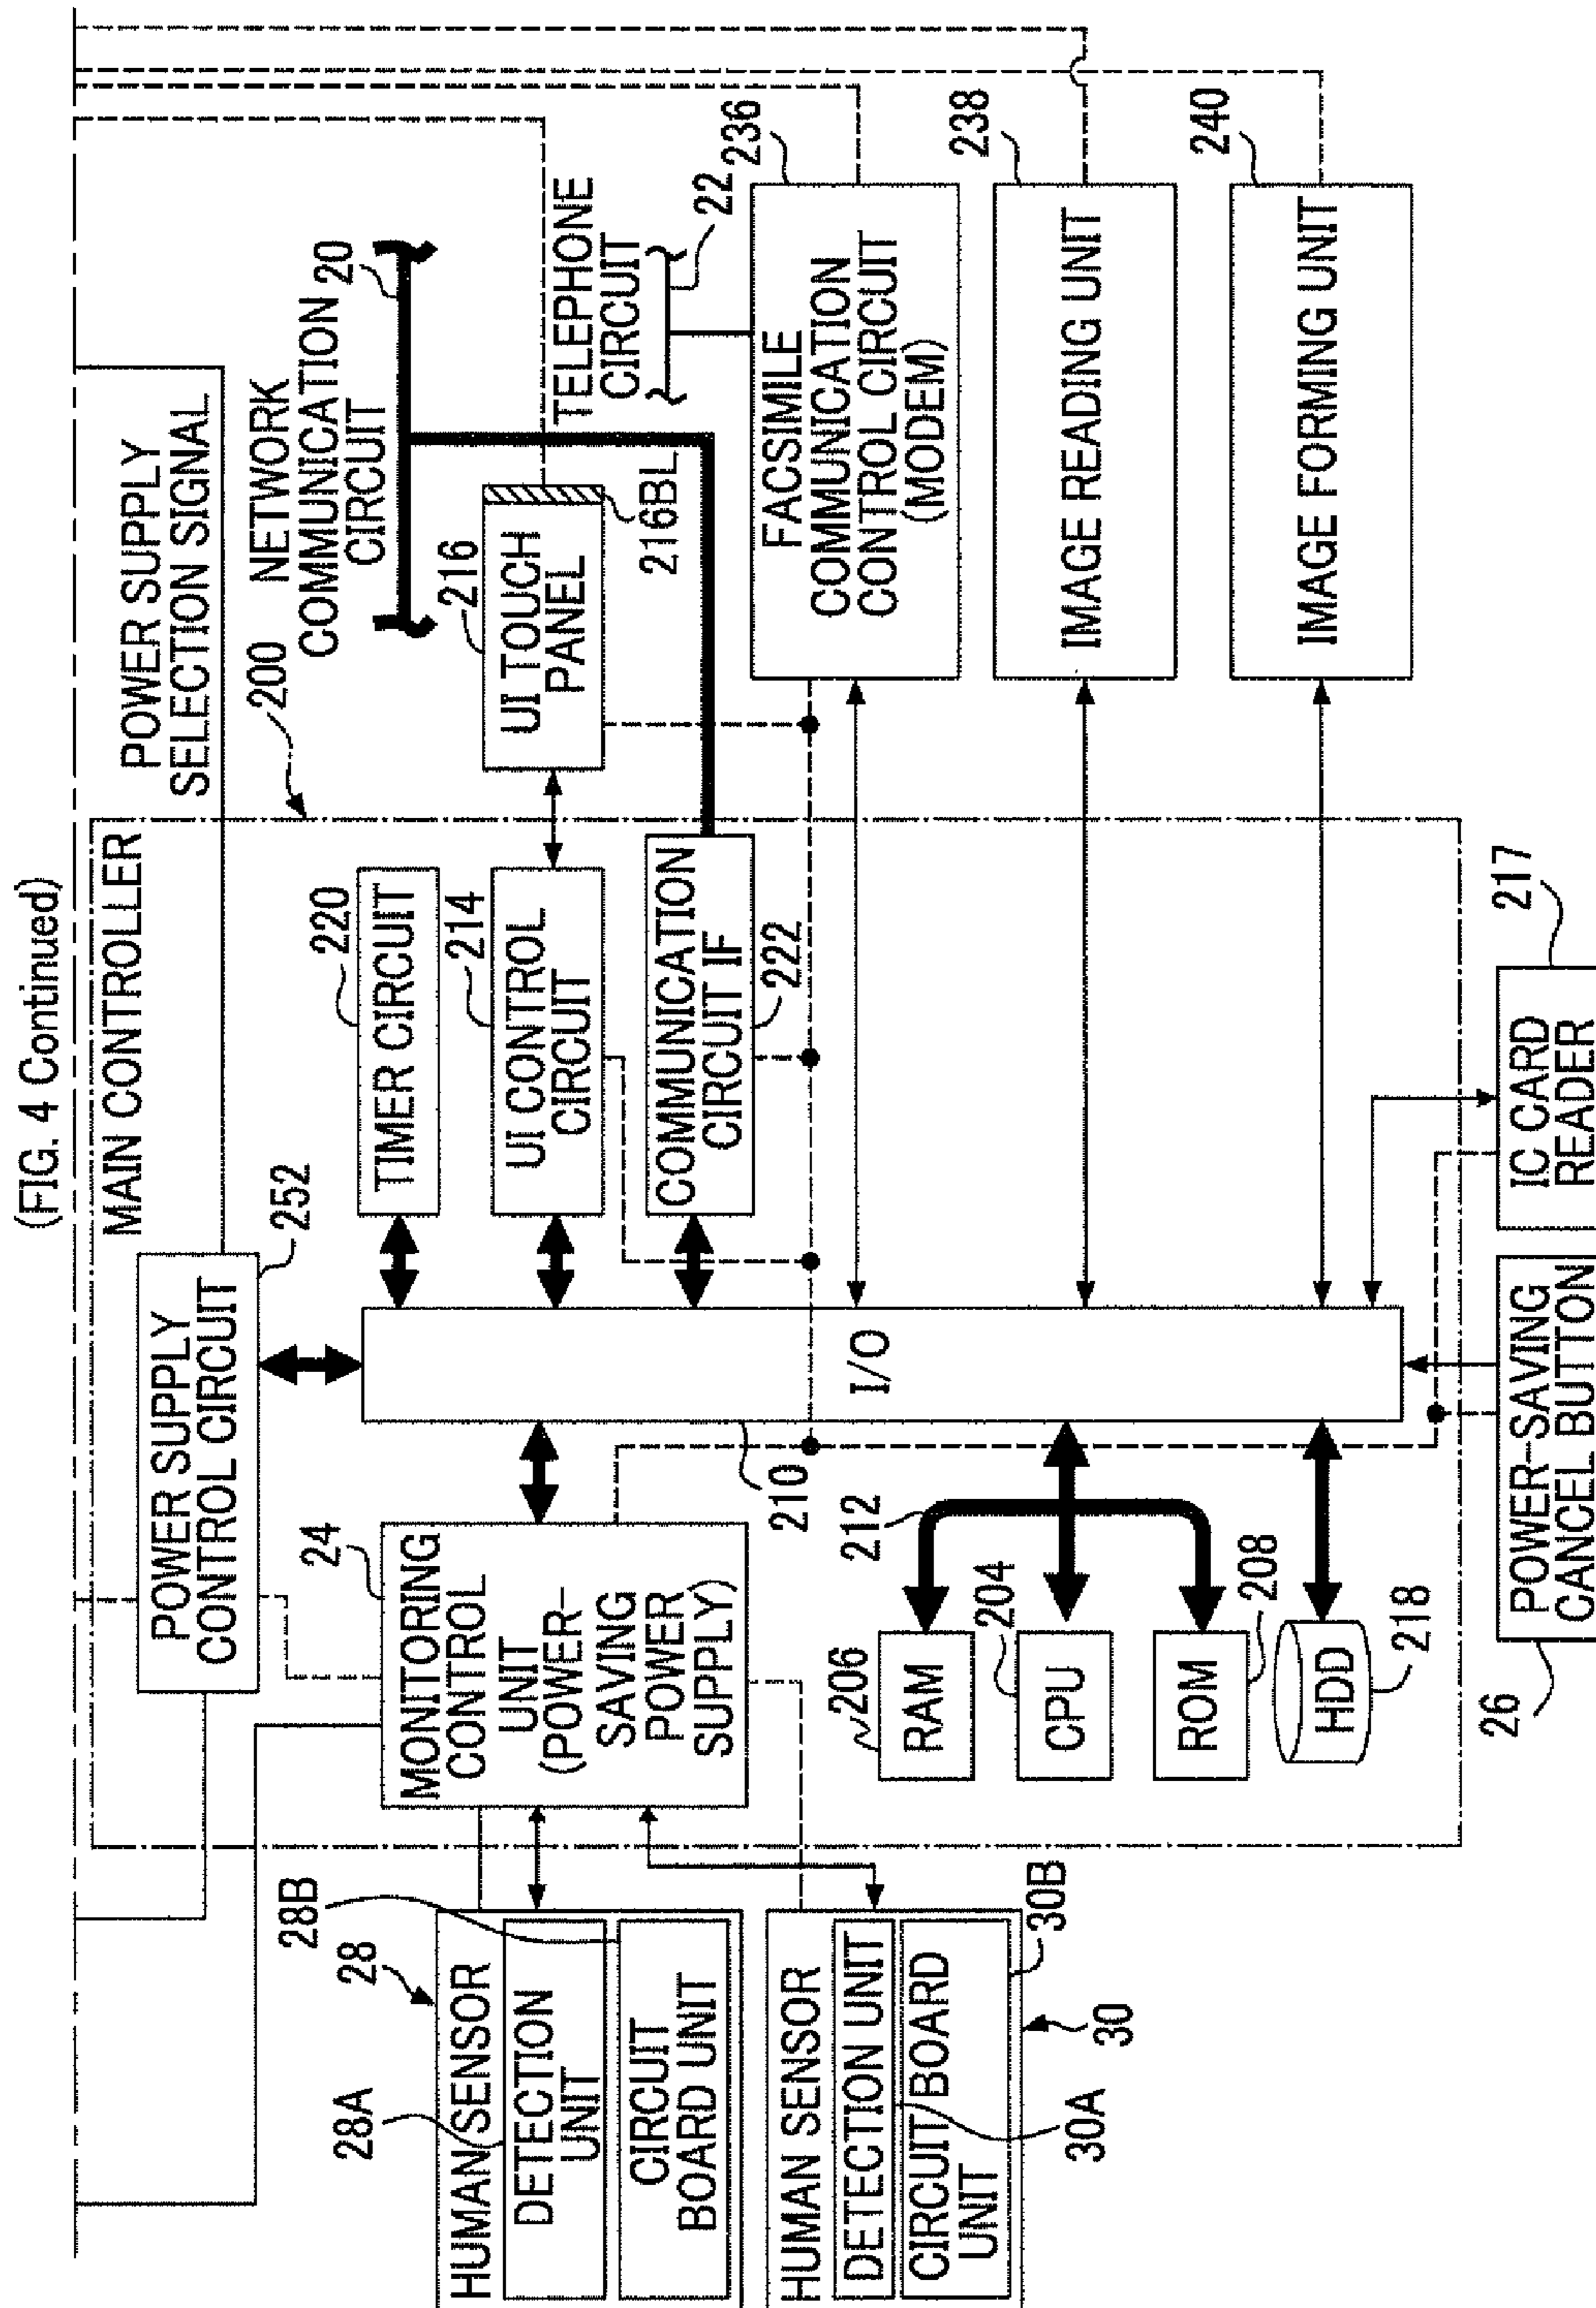 (FIG. 4 Continued)
MAIN CONTROLLER
POWER SUPPLY
SELECTION SIGNAL
252
POWER SUPPLY
CONTROL CIRCUIT
200
NETWORK
COMMUNICATION
CIRCUIT
20
220
TIMER CIRCUIT
24
MONITORING
CONTROL
UNIT
(POWER-
SAVING
POWER
SUPPLY)
214
UI CONTROL
CIRCUIT
216
UI TOUCH
PANEL
216BL
TELEPHONE
CIRCUIT
22
COMMUNICATION
CIRCUIT IF
222
28B
28
HUMAN SENSOR
28A
DETECTION
UNIT
CIRCUIT
BOARD UNIT
HUMAN SENSOR
DETECTION UNIT
CIRCUIT BOARD
UNIT
30A
30B
30
210
I/O
212
206
RAM
204
CPU
208
ROM
HDD
218
236
FACSIMILE
COMMUNICATION
CONTROL CIRCUIT
(MODEM)
238
IMAGE READING UNIT
240
IMAGE FORMING UNIT
26
POWER-SAVING
CANCEL BUTTON
IC CARD
READER
217